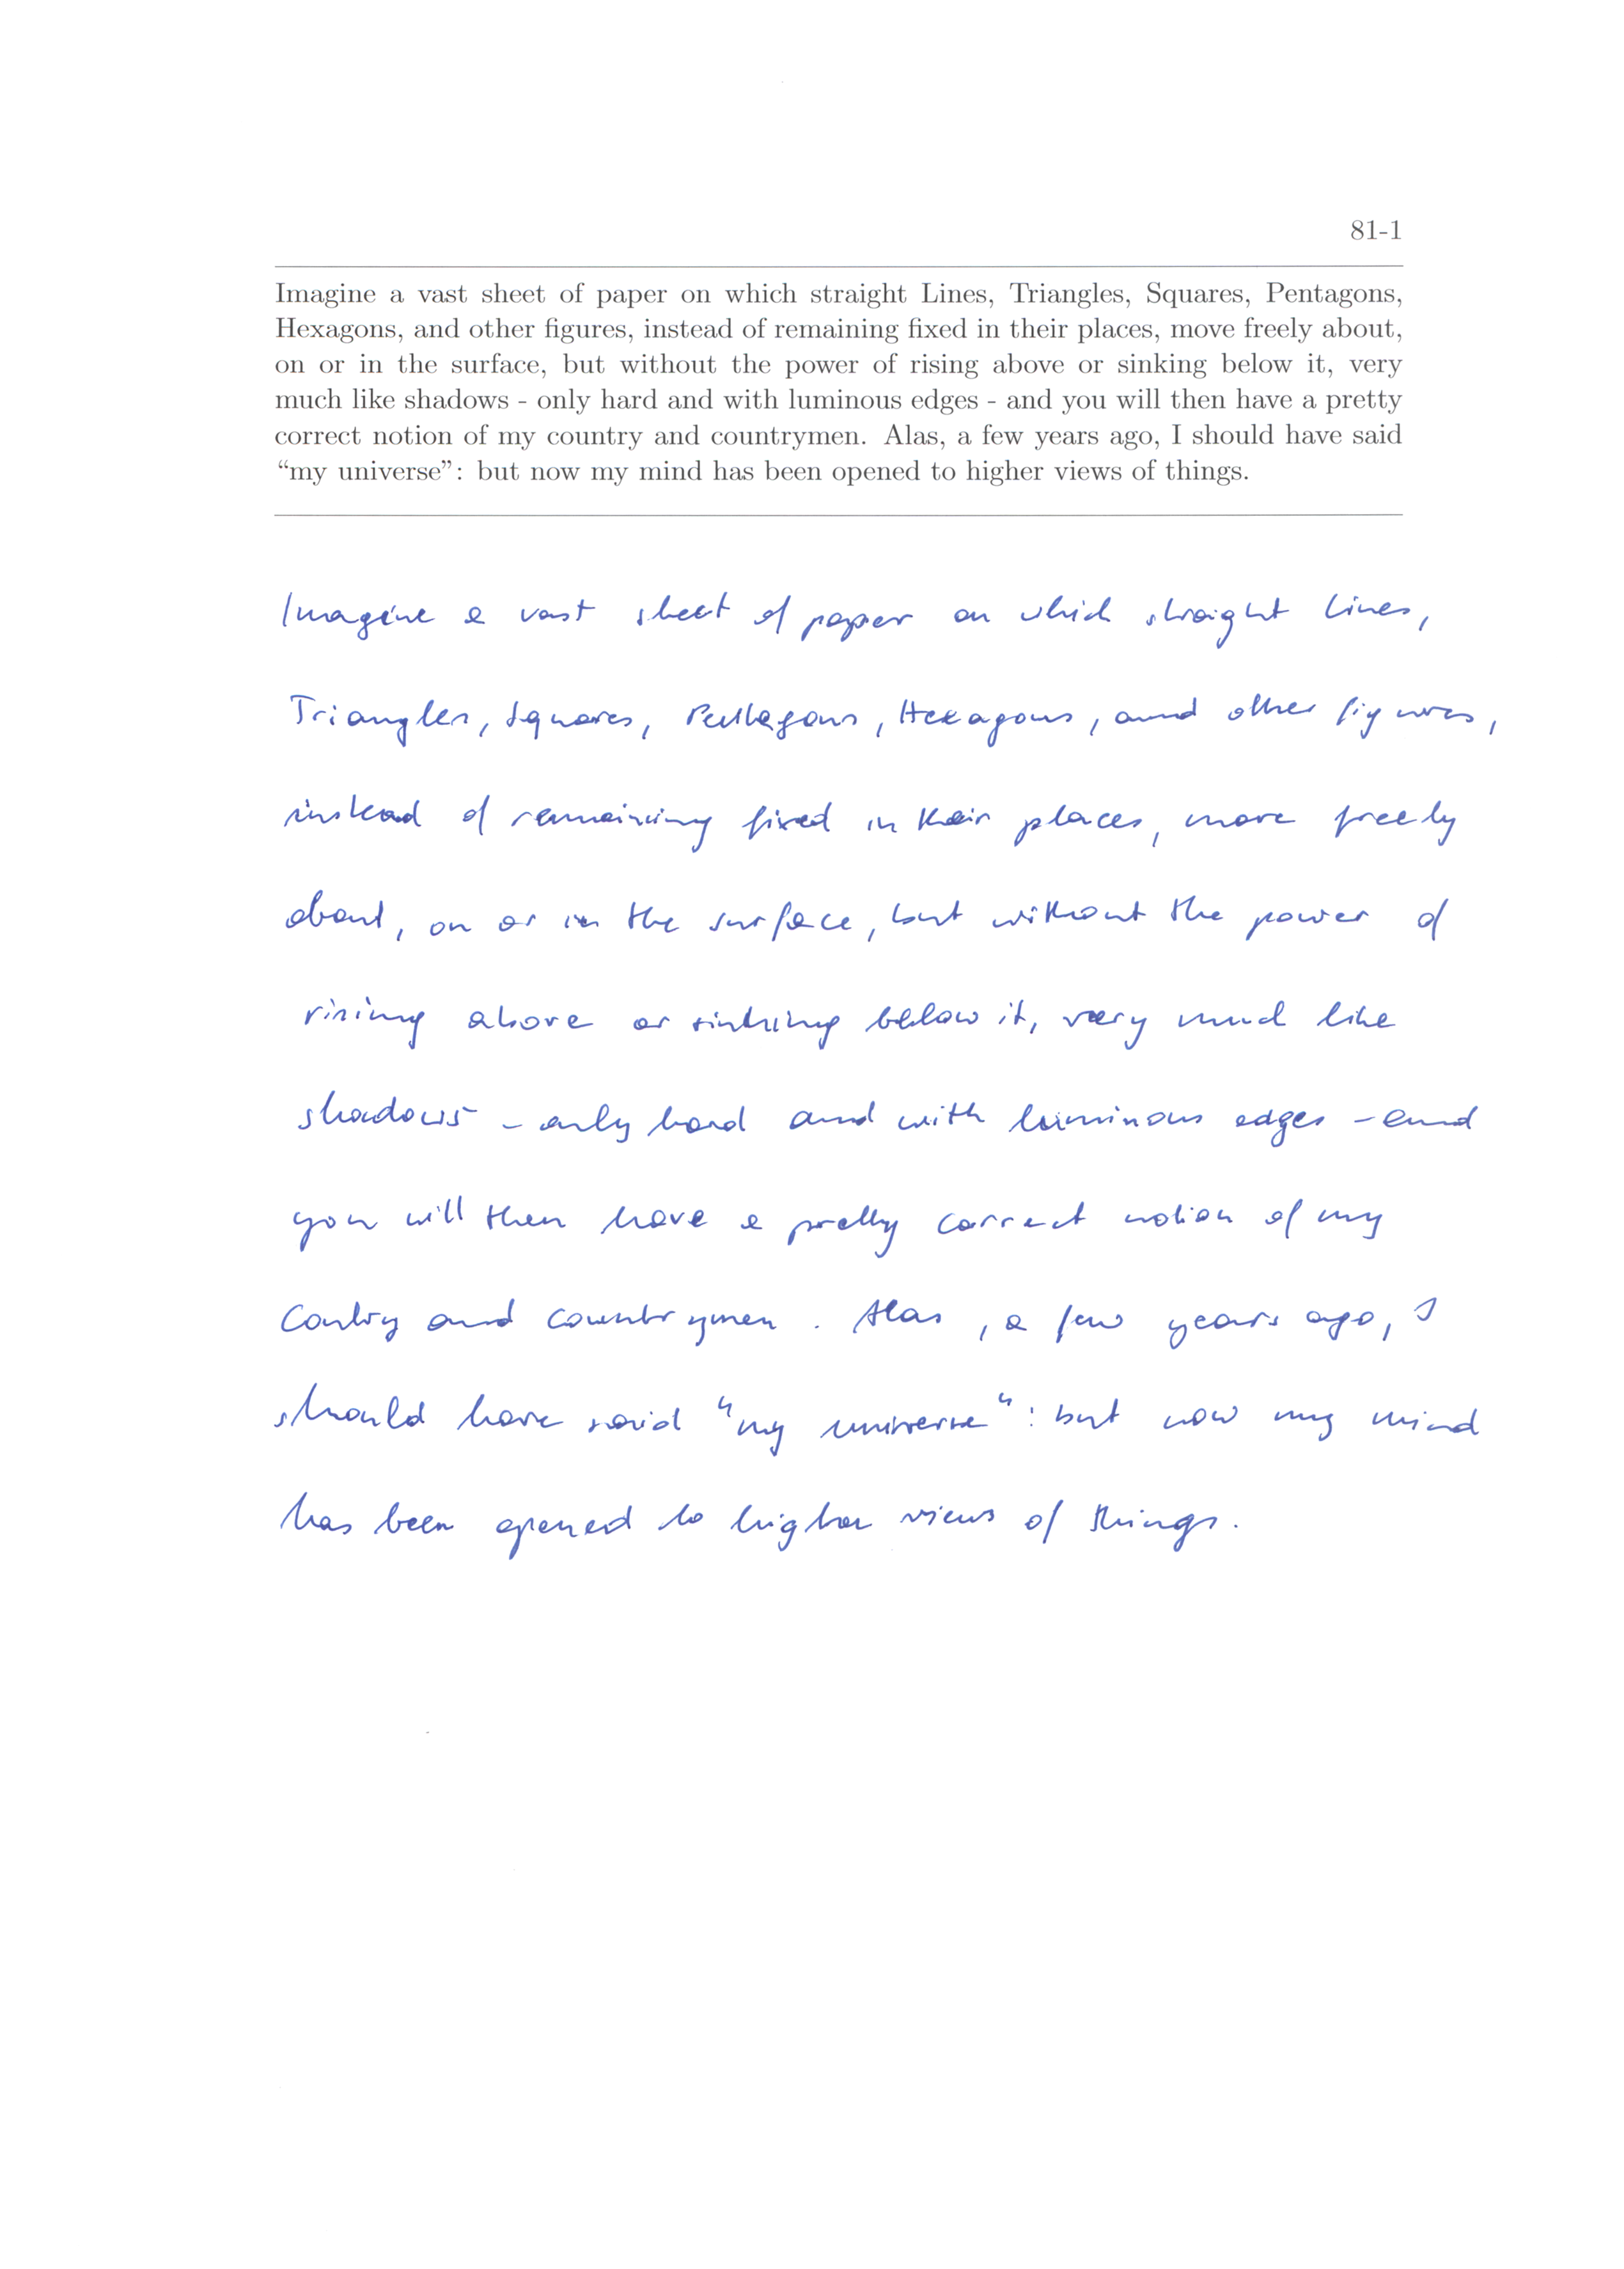 81-1
Imagine a vast sheet of paper on which straight Lines, Triangles, Squares, Pentagons,
Hexagons, and other figures, instead of remaining fixed in their places, move freely about,
on or in the surface, but without the power of rising above or sinking below it, very
much like shadows - only hard and with luminous edges - and you will then have a pretty
correct notion of my country and countrymen. Alas, a few years ago, I should have said
“my universe”: but now my mind has been opened to higher views of things.
Imagine a vast sheet of paper on which straight Lines,
Triangles, Squares, Pentagons, Hexagons, and other figures,
instead of remaining fixed in their places, move freely
about, on or in the surface, but without the power of
rising above or sinking below it, very much like
shadows - only hard and with luminous edges - and
you will then have a pretty correct notion of my
Contry and countrymen. Alas, a few years ago, I
should have said "my universe": but now my mind
has been opened to higher views of things.